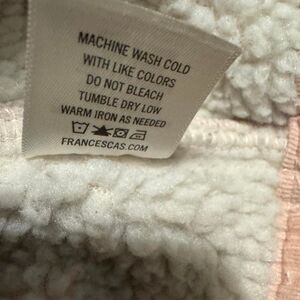 MACHINE WASH COLD
WITH LIKE COLORS
DO NOT BLEACH
TUMBLE DRY LOW
WARM IRON AS NEEDED
FRANCESCAS.COM